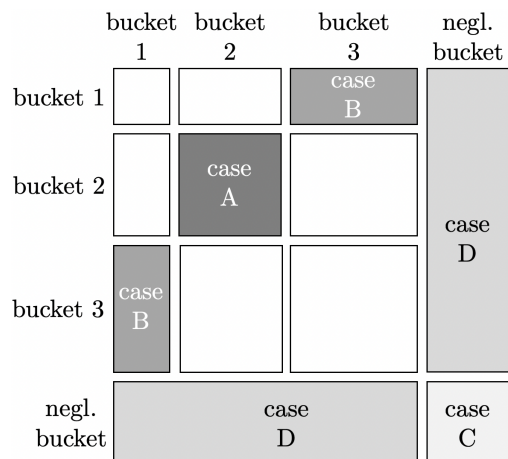 bucket bucket bucket negl.
1 2 3 bucket
bucket 1
case
B
bucket 2
case
A
case
D
bucket 3
case
B
negl.
bucket
case
D
case
C